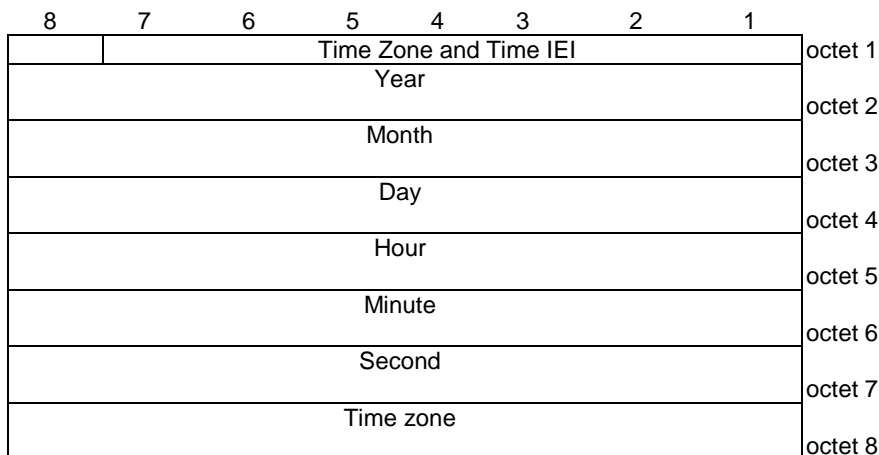 8 7 6 5 4 3 2 1
Time Zone and Time IEI octet 1
Year
octet 2
Month
octet 3
Day
octet 4
Hour
octet 5
Minute
octet 6
Second
octet 7
Time zone
octet 8